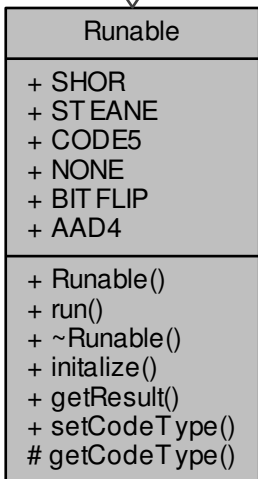 Runable
+ SHOR
+ STEANE
+ CODE5
+ NONE
+ BITFLIP
+ AAD4
+ Runable()
+ run()
+ ~Runable()
+ initalize()
+ getResult()
+ setCodeType()
# getCodeType()